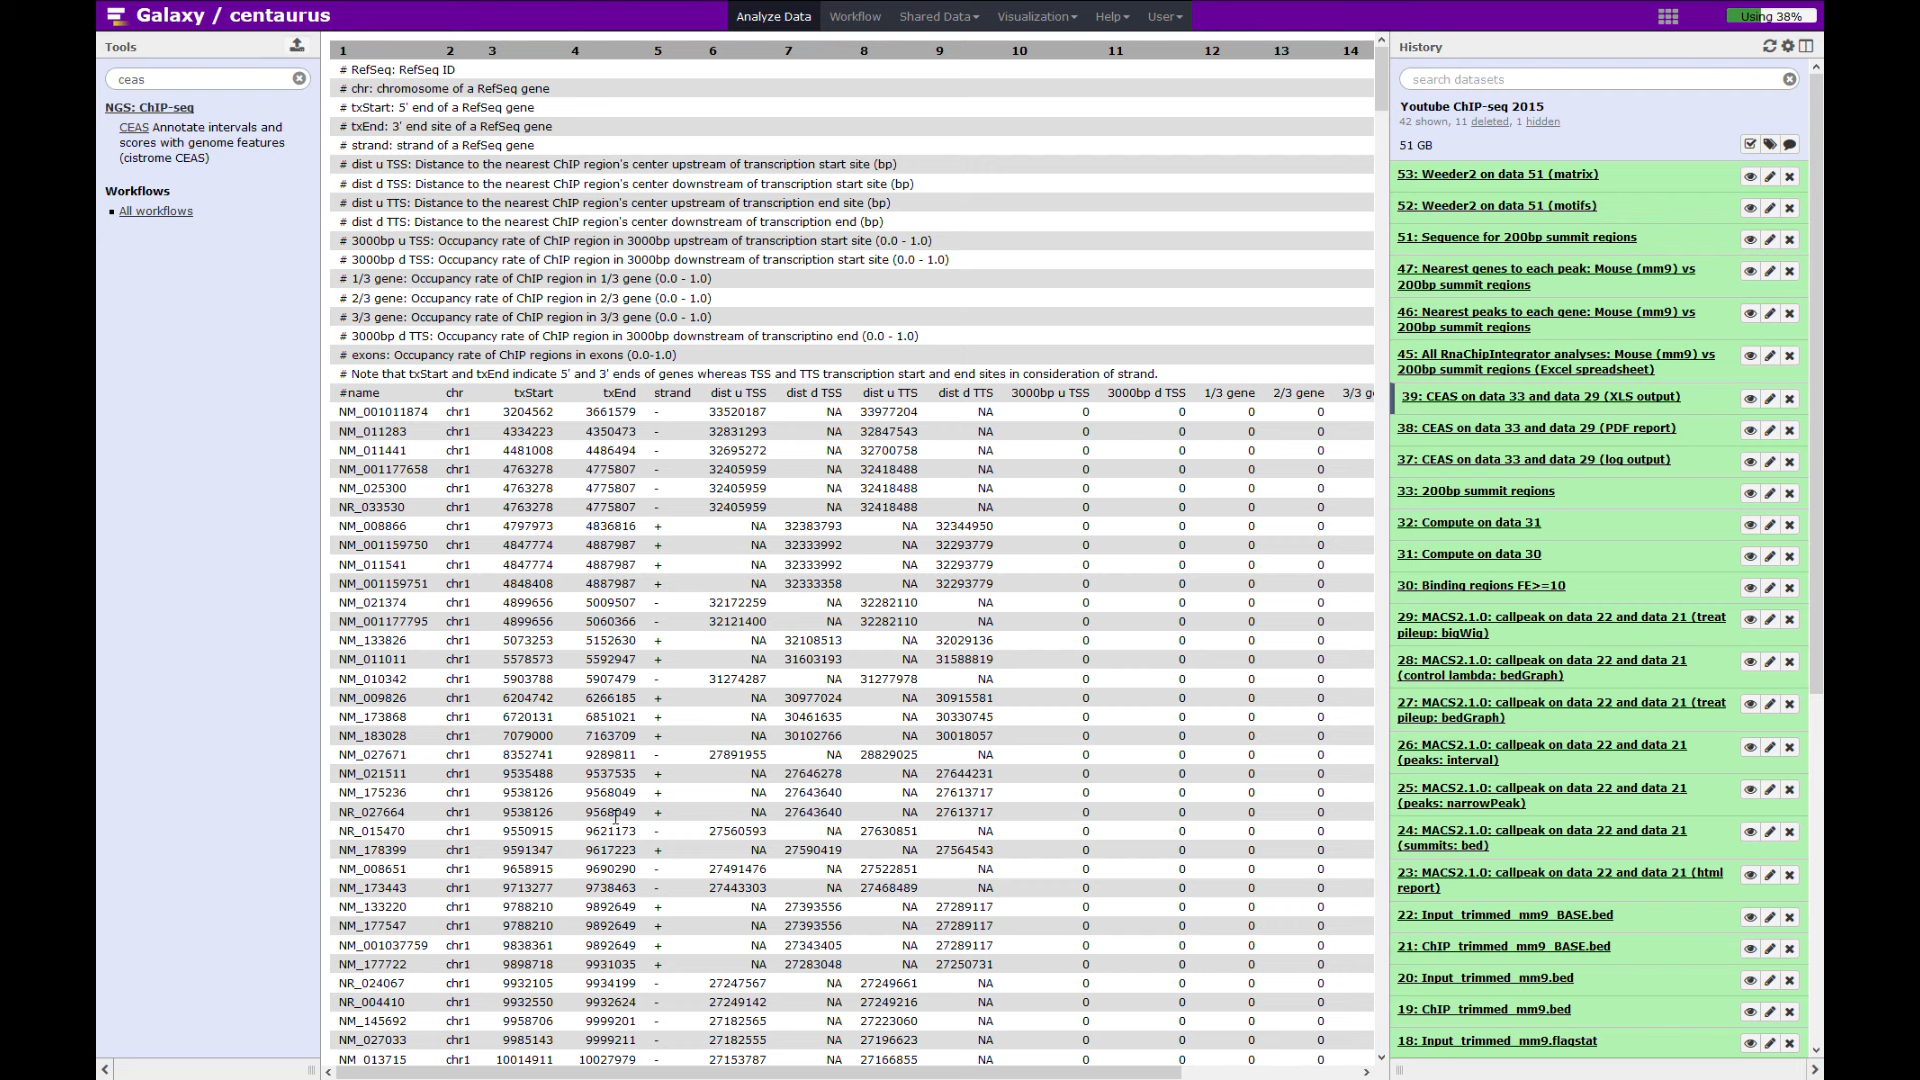 Galaxy / centaurus
Analyze Data Workflow Shared Data Visualization Help User
Using 38%
Tools
ceas
NGS: ChIP-seq
CEAS Annotate intervals and
scores with genome features
(cistrome CEAS)
Workflows
All workflows
1 2 3 4 5 6 7 8 9 10 11 12 13 14
# RefSeq: RefSeq ID
# chr: chromosome of a RefSeq gene
# txStart: 5' end of a RefSeq gene
# txEnd: 3' end site of a RefSeq gene
# strand: strand of a RefSeq gene
# dist u TSS: Distance to the nearest ChIP region's center upstream of transcription start site (bp)
# dist d TSS: Distance to the nearest ChIP region's center downstream of transcription start site (bp)
# dist u TTS: Distance to the nearest ChIP region's center upstream of transcription end site (bp)
# dist d TTS: Distance to the nearest ChIP region's center downstream of transcription end (bp)
# 3000bp u TSS: Occupancy rate of ChIP region in 3000bp upstream of transcription start site (0.0 - 1.0)
# 3000bp d TSS: Occupancy rate of ChIP region in 3000bp downstream of transcription start site (0.0 - 1.0)
# 1/3 gene: Occupancy rate of ChIP region in 1/3 gene (0.0 - 1.0)
# 2/3 gene: Occupancy rate of ChIP region in 2/3 gene (0.0 - 1.0)
# 3/3 gene: Occupancy rate of ChIP region in 3/3 gene (0.0 - 1.0)
# 3000bp d TTS: Occupancy rate of ChIP region in 3000bp downstream of transcriptino end (0.0 - 1.0)
# exons: Occupancy rate of ChIP regions in exons (0.0-1.0)
# Note that txStart and txEnd indicate 5' and 3' ends of genes whereas TSS and TTS transcription start and end sites in consideration of strand.
#name chr txStart txEnd strand dist u TSS dist d TSS dist u TTS dist d TTS 3000bp u TSS 3000bp d TSS 1/3 gene 2/3 gene 3/3 g
NM_001011874 chr1 3204562 3661579 - 33520187 NA 33977204 NA 0 0 0 0
NM_011283 chr1 4334223 4350473 - 32831293 NA 32847543 NA 0 0 0 0
NM_011441 chr1 4481008 4486494 - 32695272 NA 32700758 NA 0 0 0 0
NM_001177658 chr1 4763278 4775807 - 32405959 NA 32418488 NA 0 0 0 0
NM_025300 chr1 4763278 4775807 - 32405959 NA 32418488 NA 0 0 0 0
NR_033530 chr1 4763278 4775807 - 32405959 NA 32418488 NA 0 0 0 0
NM_008866 chr1 4797973 4836816 + NA 32383793 NA 32344950 0 0 0 0
NM_001159750 chr1 4847774 4887987 + NA 32333992 NA 32293779 0 0 0 0
NM_011541 chr1 4847774 4887987 + NA 32333992 NA 32293779 0 0 0 0
NM_001159751 chr1 4848408 4887987 + NA 32333358 NA 32293779 0 0 0 0
NM_021374 chr1 4899656 5009507 - 32172259 NA 32282110 NA 0 0 0 0
NM_001177795 chr1 4899656 5060366 - 32121400 NA 32282110 NA 0 0 0 0
NM_133826 chr1 5073253 5152630 + NA 32108513 NA 32029136 0 0 0 0
NM_011011 chr1 5578573 5592947 + NA 31603193 NA 31588819 0 0 0 0
NM_010342 chr1 5903788 5907479 - 31274287 NA 31277978 NA 0 0 0 0
NM_009826 chr1 6204742 6266185 + NA 30977024 NA 30915581 0 0 0 0
NM_173868 chr1 6720131 6851021 + NA 30461635 NA 30330745 0 0 0 0
NM_183028 chr1 7079000 7163709 + NA 30102766 NA 30018057 0 0 0 0
NM_027671 chr1 8352741 9289811 - 27891955 NA 28829025 NA 0 0 0 0
NM_021511 chr1 9535488 9537535 + NA 27646278 NA 27644231 0 0 0 0
NM_175236 chr1 9538126 9568049 + NA 27643640 NA 27613717 0 0 0 0
NR_027664 chr1 9538126 9568049 + NA 27643640 NA 27613717 0 0 0 0
NR_015470 chr1 9550915 9621173 - 27560593 NA 27630851 NA 0 0 0 0
NM_178399 chr1 9591347 9617223 + NA 27590419 NA 27564543 0 0 0 0
NM_008651 chr1 9658915 9690290 - 27491476 NA 27522851 NA 0 0 0 0
NM_173443 chr1 9713277 9738463 - 27443303 NA 27468489 NA 0 0 0 0
NM_133220 chr1 9788210 9892649 + NA 27393556 NA 27289117 0 0 0 0
NM_177547 chr1 9788210 9892649 + NA 27393556 NA 27289117 0 0 0 0
NM_001037759 chr1 9838361 9892649 + NA 27343405 NA 27289117 0 0 0 0
NM_177722 chr1 9898718 9931035 + NA 27283048 NA 27250731 0 0 0 0
NR_024067 chr1 9932105 9934199 - 27247567 NA 27249661 NA 0 0 0 0
NR_004410 chr1 9932550 9932624 - 27249142 NA 27249216 NA 0 0 0 0
NM_145692 chr1 9958706 9999201 - 27182565 NA 27223060 NA 0 0 0 0
NM_027033 chr1 9985143 9999211 - 27182555 NA 27196623 NA 0 0 0 0
NM_013715 chr1 10014911 10027979 - 27153787 NA 27166855 NA 0 0 0 0
History
search datasets
Youtube ChIP-seq 2015
42 shown, 11 deleted, 1 hidden
51 GB
53: Weeder2 on data 51 (matrix)
52: Weeder2 on data 51 (motifs)
51: Sequence for 200bp summit regions
47: Nearest genes to each peak: Mouse (mm9) vs
200bp summit regions
46: Nearest peaks to each gene: Mouse (mm9) vs
200bp summit regions
45: All RnaChipIntegrator analyses: Mouse (mm9) vs
200bp summit regions (Excel spreadsheet)
39: CEAS on data 33 and data 29 (XLS output)
38: CEAS on data 33 and data 29 (PDF report)
37: CEAS on data 33 and data 29 (log output)
33: 200bp summit regions
32: Compute on data 31
31: Compute on data 30
30: Binding regions FE>=10
29: MACS2.1.0: callpeak on data 22 and data 21 (treat
pileup: bigWig)
28: MACS2.1.0: callpeak on data 22 and data 21
(control lambda: bedGraph)
27: MACS2.1.0: callpeak on data 22 and data 21 (treat
pileup: bedGraph)
26: MACS2.1.0: callpeak on data 22 and data 21
(peaks: interval)
25: MACS2.1.0: callpeak on data 22 and data 21
(peaks: narrowPeak)
24: MACS2.1.0: callpeak on data 22 and data 21
(summits: bed)
23: MACS2.1.0: callpeak on data 22 and data 21 (html
report)
22: Input_trimmed_mm9_BASE.bed
21: ChIP_trimmed_mm9_BASE.bed
20: Input_trimmed_mm9.bed
19: ChIP_trimmed_mm9.bed
18: Input_trimmed_mm9.flagstat